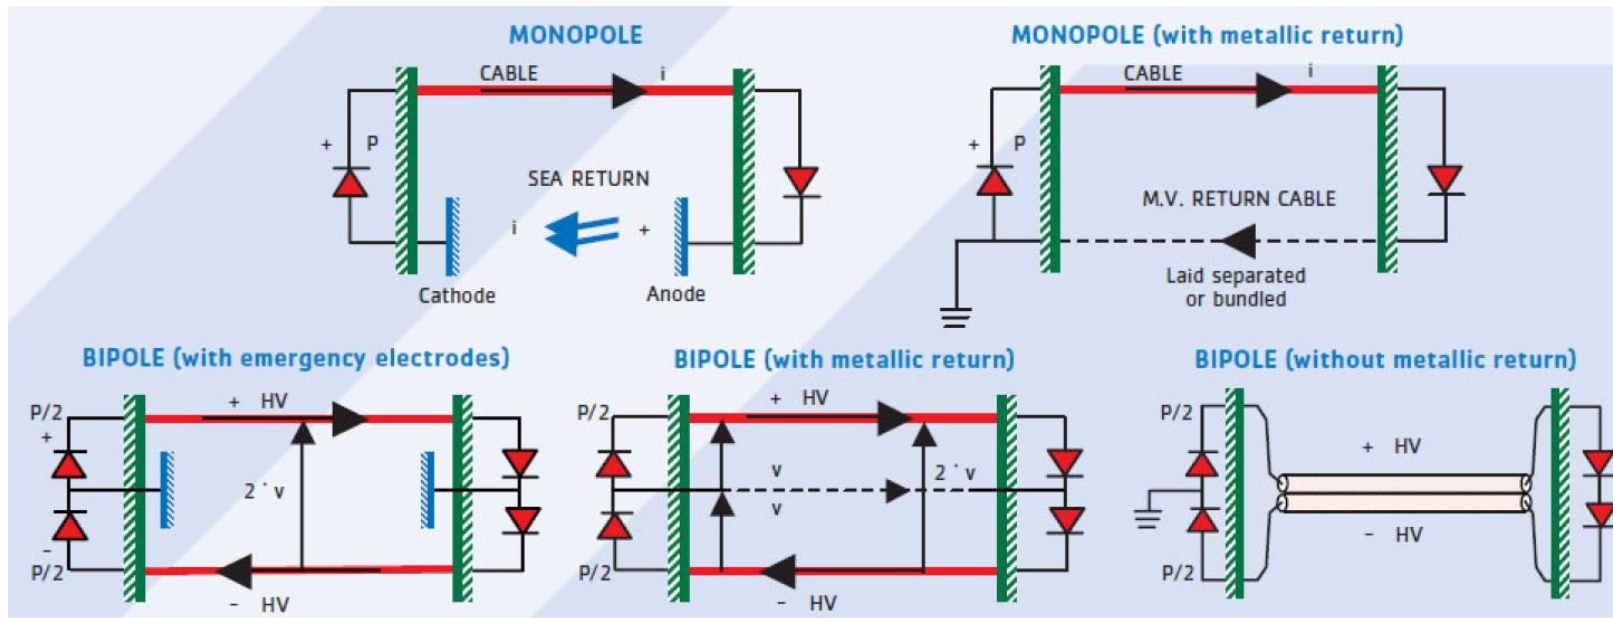 MONOPOLE
CABLE i
+ P
SEA RETURN
i +
Cathode
Anode
MONOPOLE (with metallic return)
CABLE i
+ P
M.V. RETURN CABLE
Laid separated
or bundled
BIPOLE (with emergency electrodes)
P/2 + HV
+
2 · v
-
P/2
- HV
BIPOLE (with metallic return)
P/2 + HV
v 2 · v
v
P/2
- HV
BIPOLE (without metallic return)
P/2
+ HV
- HV
P/2